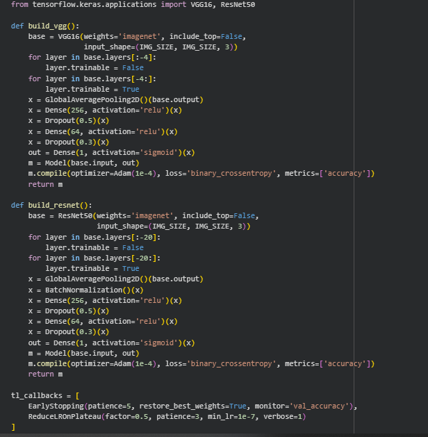 from tensorflow.keras.applications import VGG16, ResNet50

def build_vgg():
    base = VGG16(weights='imagenet', include_top=False,
                 input_shape=(IMG_SIZE, IMG_SIZE, 3))
    for layer in base.layers[:-4]:
        layer.trainable = False
    for layer in base.layers[-4:]:
        layer.trainable = True
    x = GlobalAveragePooling2D()(base.output)
    x = Dense(256, activation='relu')(x)
    x = Dropout(0.5)(x)
    x = Dense(64, activation='relu')(x)
    x = Dropout(0.3)(x)
    out = Dense(1, activation='sigmoid')(x)
    m = Model(base.input, out)
    m.compile(optimizer=Adam(1e-4), loss='binary_crossentropy', metrics=['accuracy'])
    return m

def build_resnet():
    base = ResNet50(weights='imagenet', include_top=False,
                    input_shape=(IMG_SIZE, IMG_SIZE, 3))
    for layer in base.layers[:-20]:
        layer.trainable = False
    for layer in base.layers[-20:]:
        layer.trainable = True
    x = GlobalAveragePooling2D()(base.output)
    x = BatchNormalization()(x)
    x = Dense(256, activation='relu')(x)
    x = Dropout(0.5)(x)
    x = Dense(64, activation='relu')(x)
    x = Dropout(0.3)(x)
    out = Dense(1, activation='sigmoid')(x)
    m = Model(base.input, out)
    m.compile(optimizer=Adam(1e-4), loss='binary_crossentropy', metrics=['accuracy'])
    return m

tl_callbacks = [
    EarlyStopping(patience=5, restore_best_weights=True, monitor='val_accuracy'),
    ReduceLROnPlateau(factor=0.5, patience=3, min_lr=1e-7, verbose=1)
]